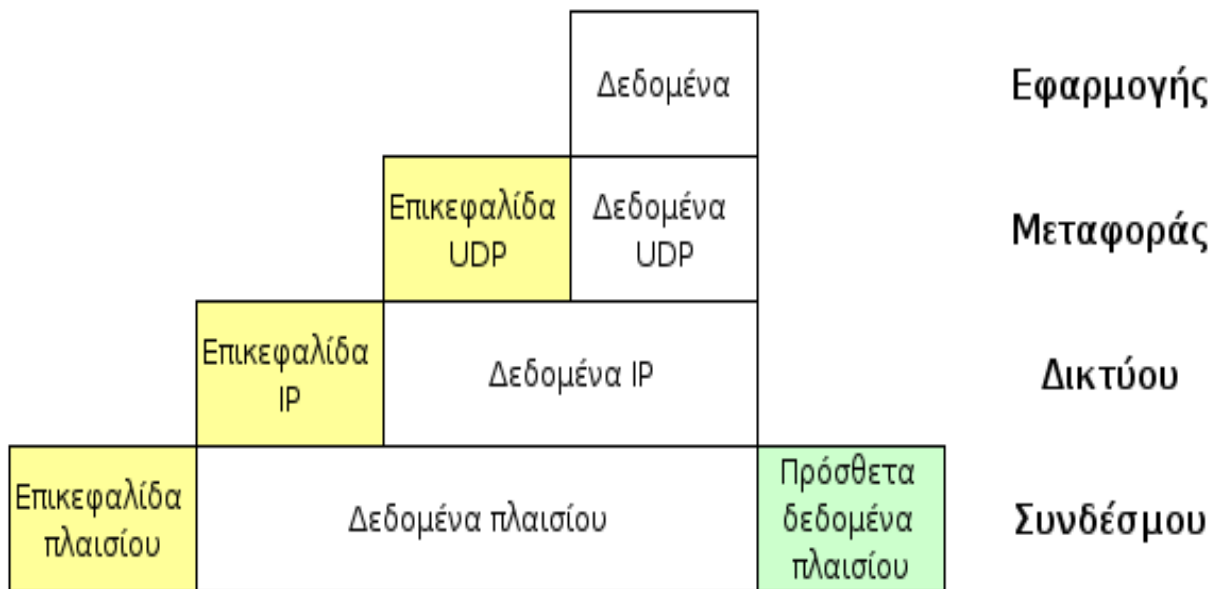 Δεδομένα
Εφαρμογής
Επικεφαλίδα
UDP
Δεδομένα
UDP
Μεταφοράς
Επικεφαλίδα
IP
Δεδομένα IP
Δικτύου
Επικεφαλίδα
πλαισίου
Δεδομένα πλαισίου
Πρόσθετα
δεδομένα
πλαισίου
Συνδέσμου